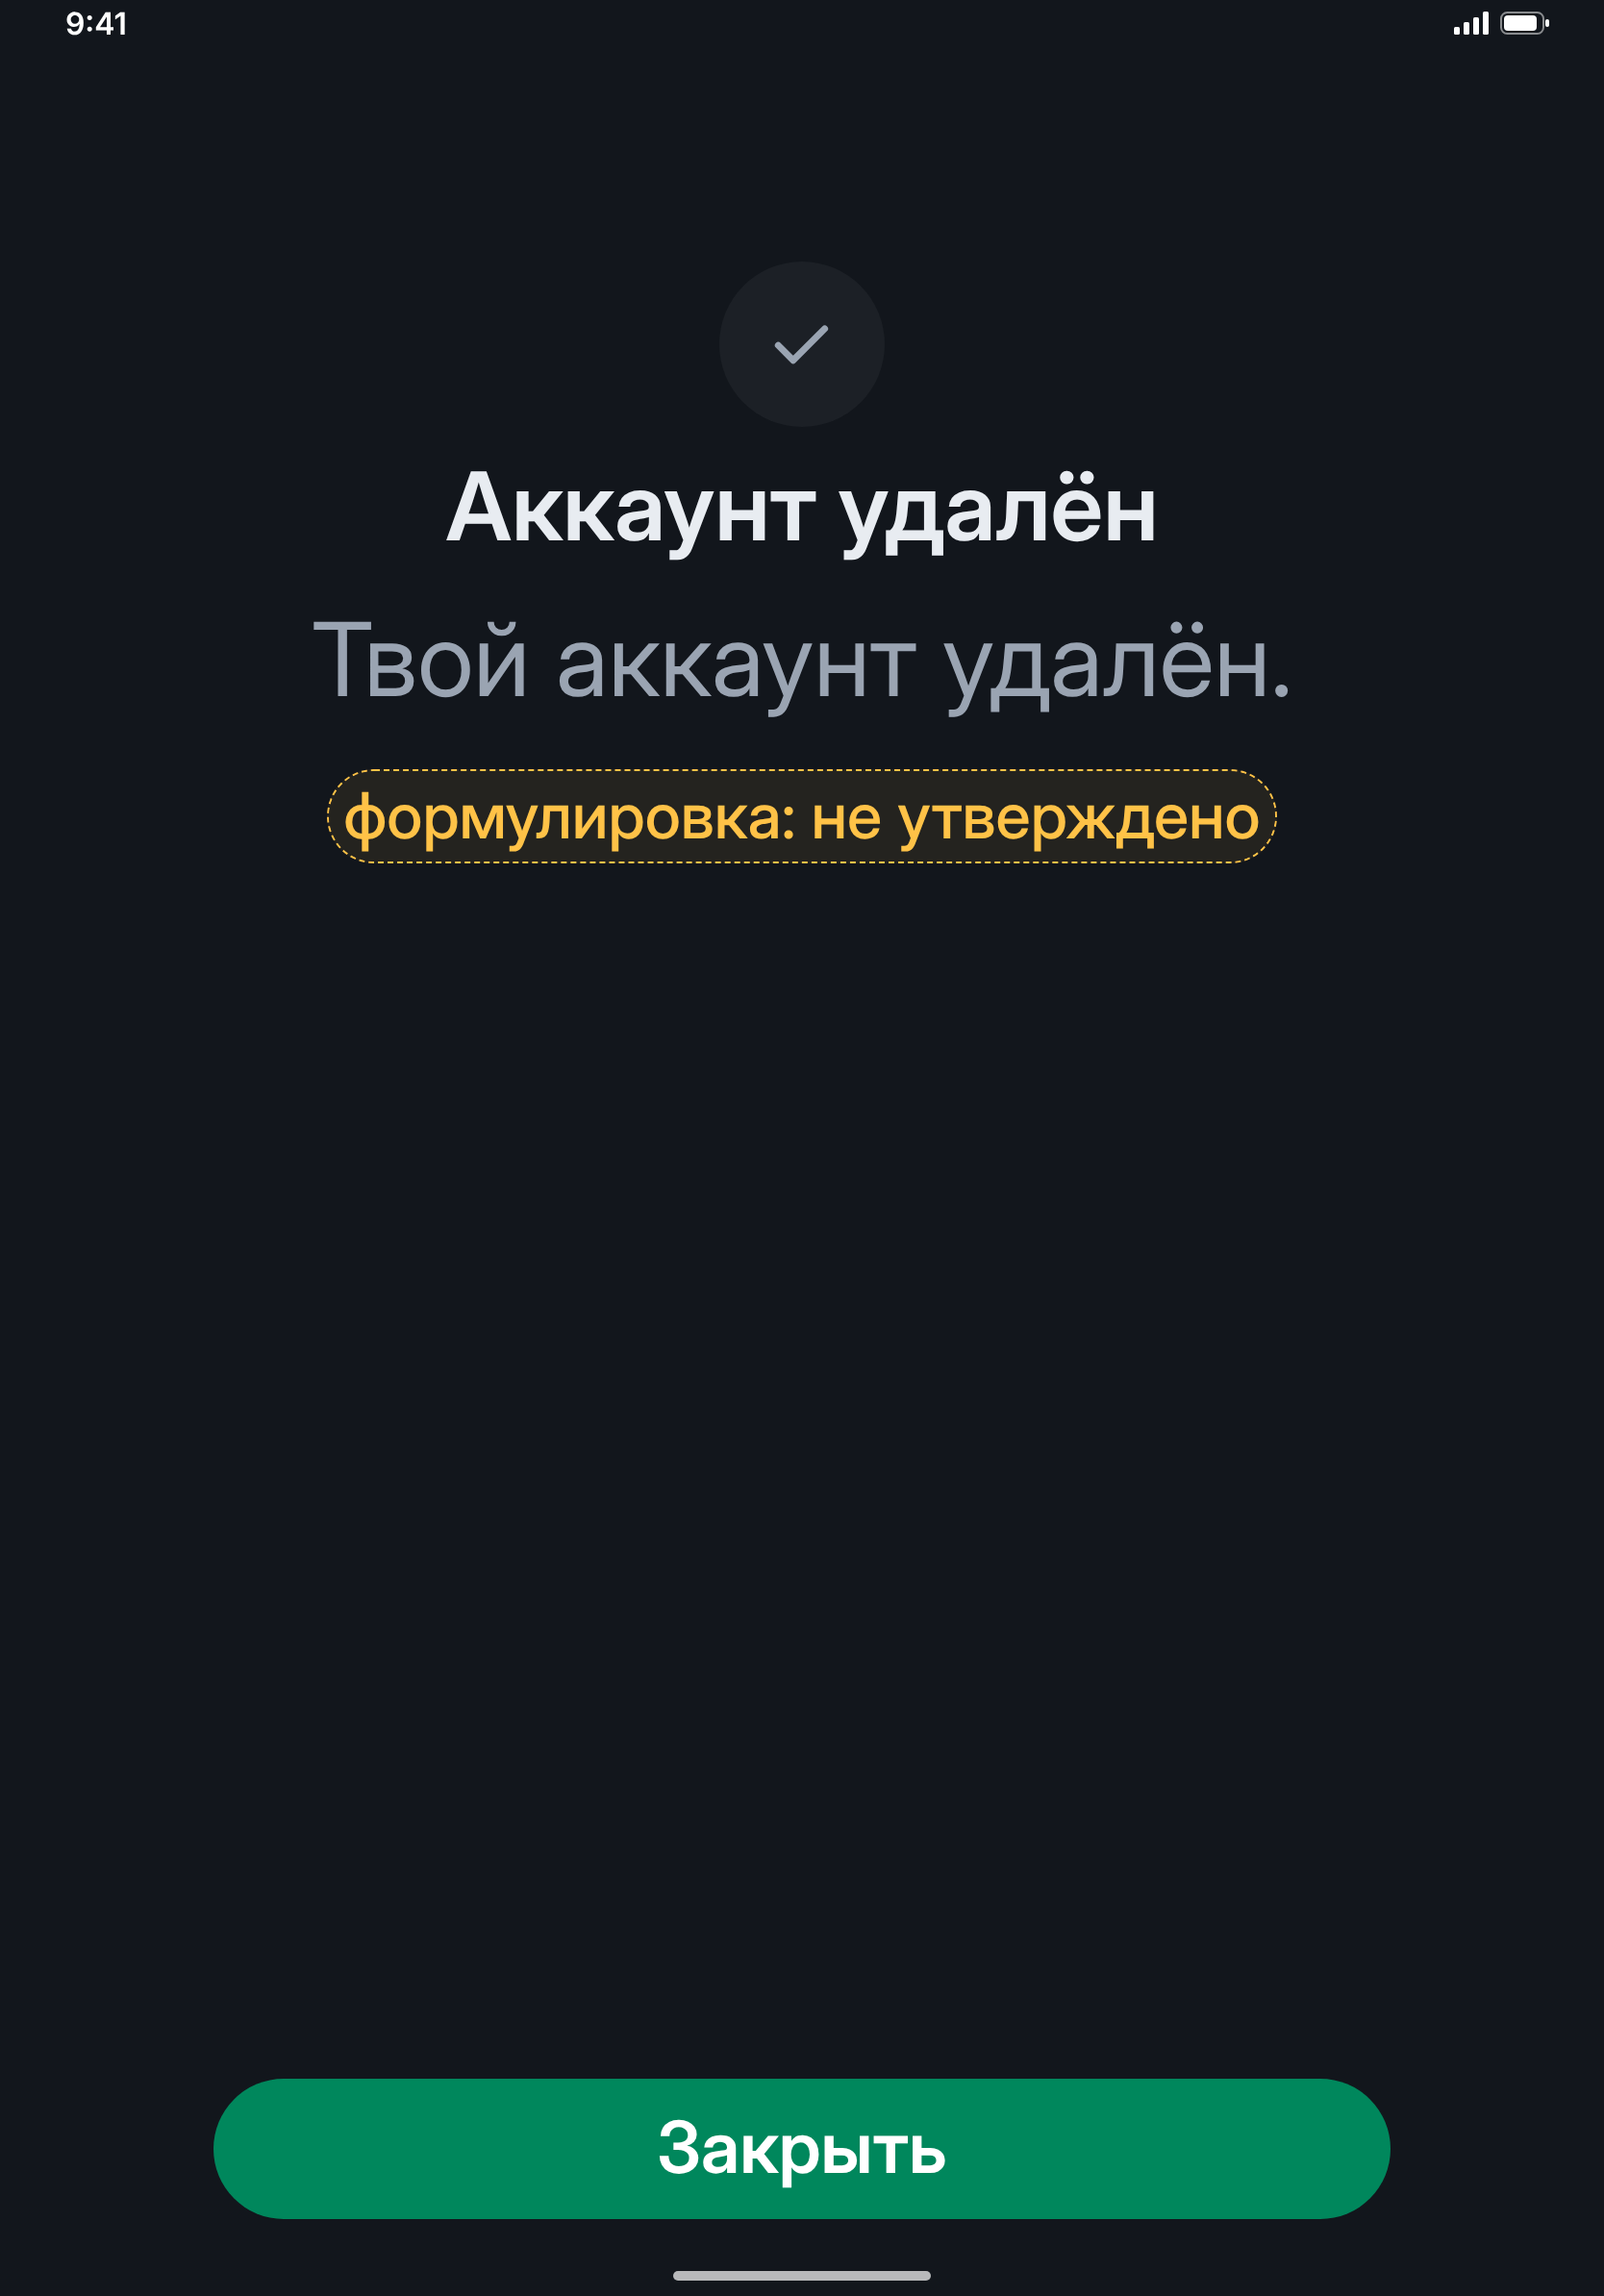 9:41
Аккаунт удалён
Твой аккаунт удалён.
формулировка: не утверждено
Закрыть